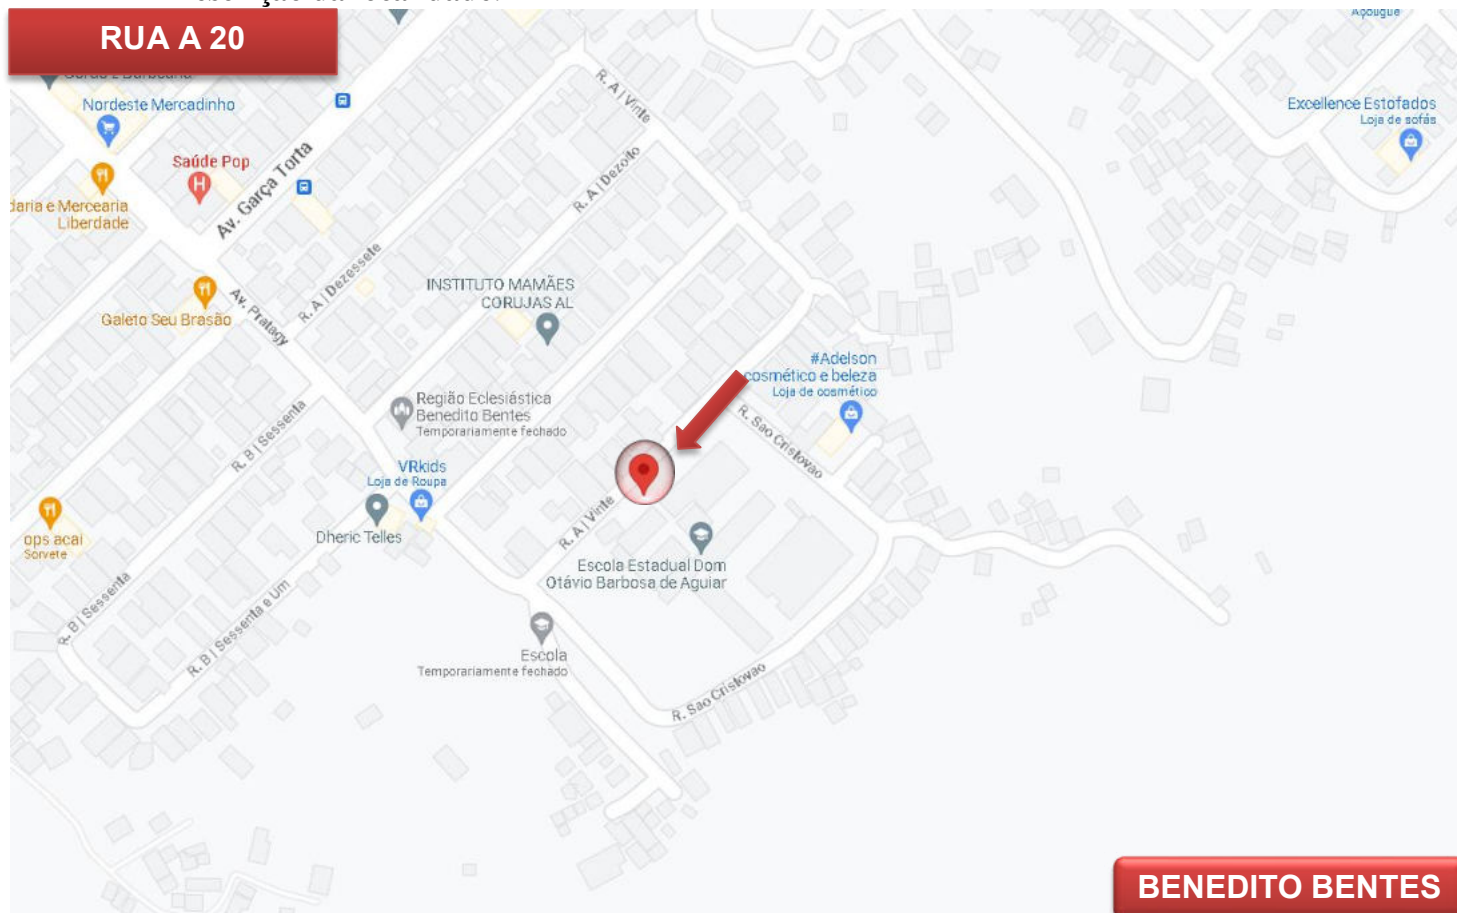 RUA A 20
Açougue
Nordeste Mercadinho
Saúde Pop
Av. Garça Torta
R. A | Vinte
R. A | Dezoito
Excellence Estofados
Loja de sofás
daria e Mercearia
Liberdade
R. A | Dezessete
Av. Pratagy
Galeto Seu Brasão
INSTITUTO MAMÃES
CORUJAS AL
#Adelson
cosmético e beleza
Loja de cosmético
Região Eclesiástica
Benedito Bentes
Temporariamente fechado
R. Sao Cristovao
R. B | Sessenta
VRkids
Loja de Roupa
Dheric Telles
R. A | Vinte
ops acai
Sorvete
Escola Estadual Dom
Otávio Barbosa de Aguiar
R. B | Sessenta
R. B | Sessenta e Um
Escola
Temporariamente fechado
R. Sao Cristovao
BENEDITO BENTES